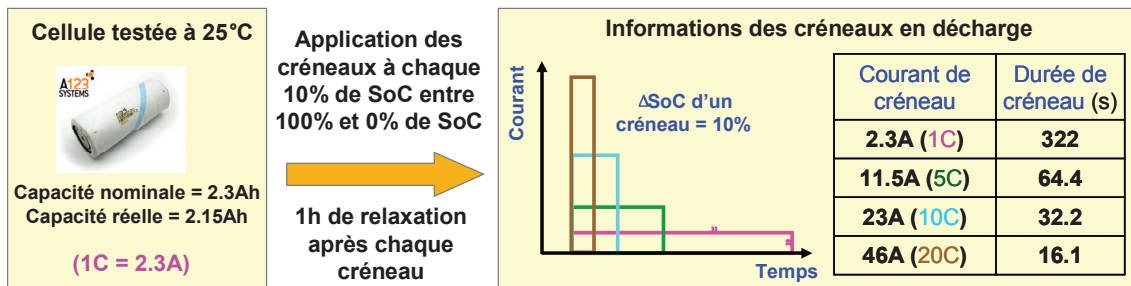 Cellule testée à 25°C
A123
SYSTEMS
Capacité nominale = 2.3Ah
Capacité réelle = 2.15Ah
(1C = 2.3A)
Application des
créneaux à chaque
10% de SoC entre
100% et 0% de SoC
1h de relaxation
après chaque
créneau
Informations des créneaux en décharge
Courant
ΔSoC d'un
créneau = 10%
Temps
Courant de créneau Durée de créneau (s)
2.3A (1C) 322
11.5A (5C) 64.4
23A (10C) 32.2
46A (20C) 16.1